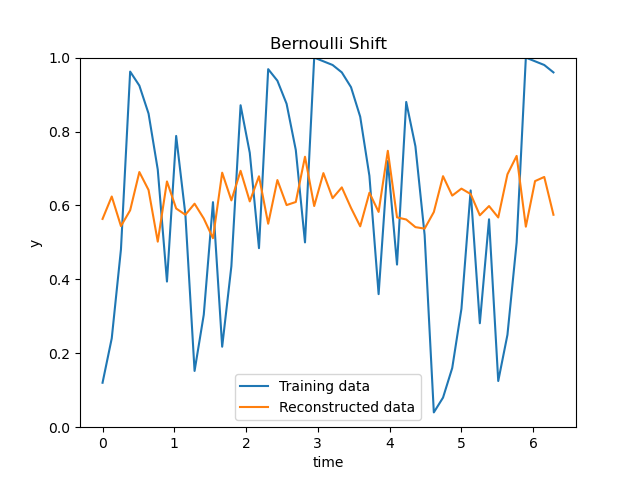 Bernoulli Shift
1.0
0.8
0.6
0.4
0.2
0.0
y
Training data
Reconstructed data
0 1 2 3 4 5 6
time